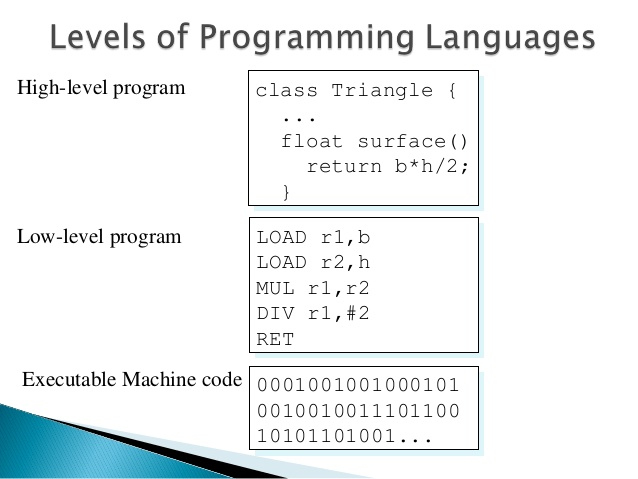 Levels of Programming Languages
High-level program
class Triangle {
...
float surface()
return b*h/2;
}
Low-level program
LOAD r1,b
LOAD r2,h
MUL r1,r2
DIV r1,#2
RET
Executable Machine code
0001001001000101
0010010011101100
10101101001...